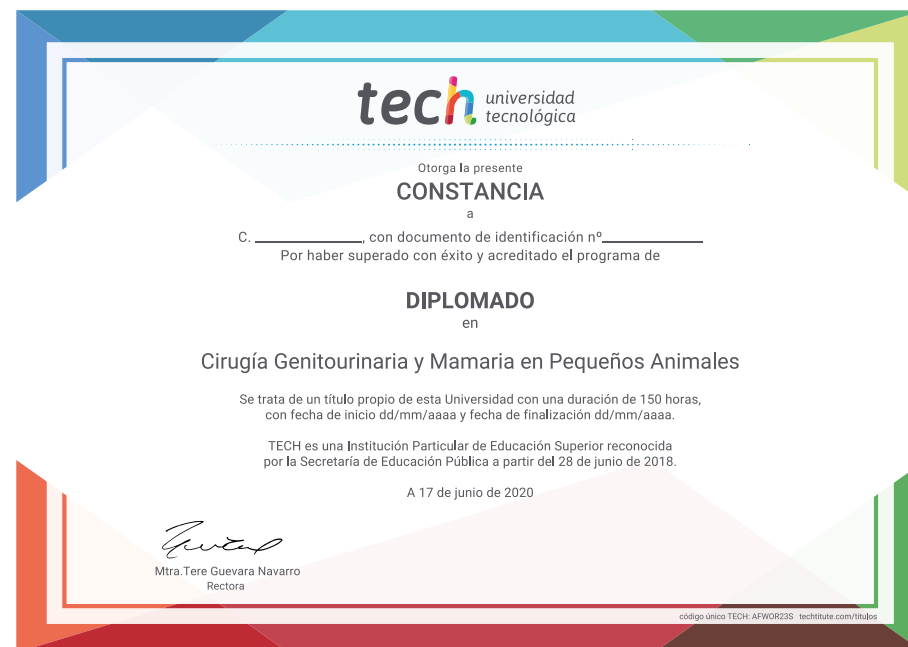 tech universidad
tecnológica
Otorga la presente
CONSTANCIA
a
C. ____________, con documento de identificación nº____________
Por haber superado con éxito y acreditado el programa de
DIPLOMADO
en
Cirugía Genitourinaria y Mamaria en Pequeños Animales
Se trata de un título propio de esta Universidad con una duración de 150 horas,
con fecha de inicio dd/mm/aaaa y fecha de finalización dd/mm/aaaa.
TECH es una Institución Particular de Educación Superior reconocida
por la Secretaría de Educación Pública a partir del 28 de junio de 2018.
A 17 de junio de 2020
Mtra.Tere Guevara Navarro
Rectora
código único TECH: AFWOR23S techtitute.com/titulos